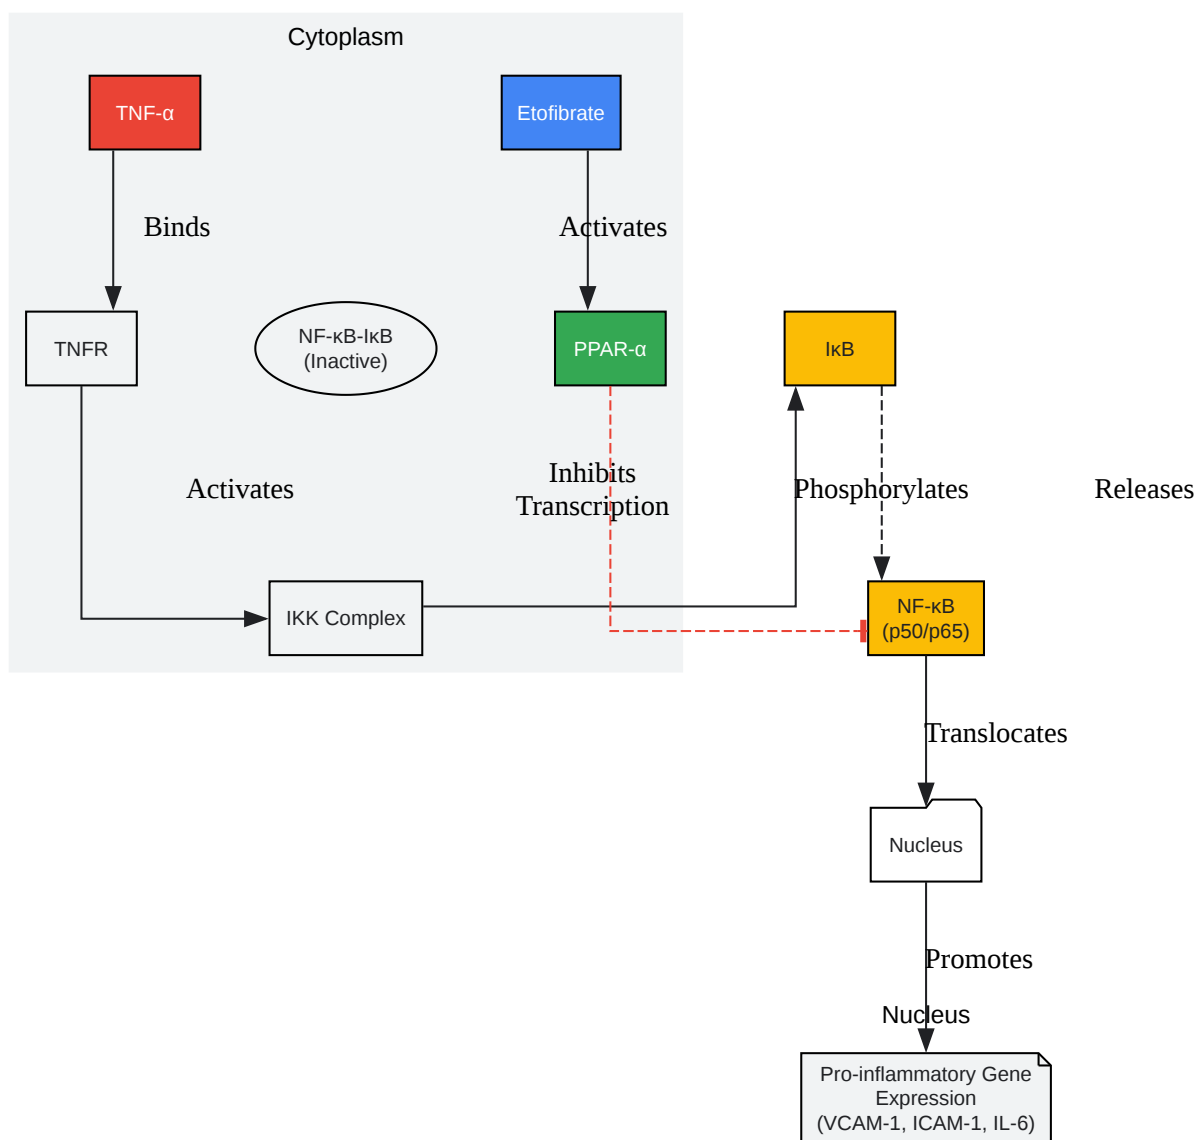 Cytoplasm
TNF-α
Etofibrate
Binds
Activates
TNFR
NF-κB-IκB
(Inactive)
PPAR-α
IκB
Activates
Inhibits
Transcription
Phosphorylates
Releases
IKK Complex
NF-κB
(p50/p65)
Translocates
Nucleus
Promotes
Nucleus
Pro-inflammatory Gene
Expression
(VCAM-1, ICAM-1, IL-6)